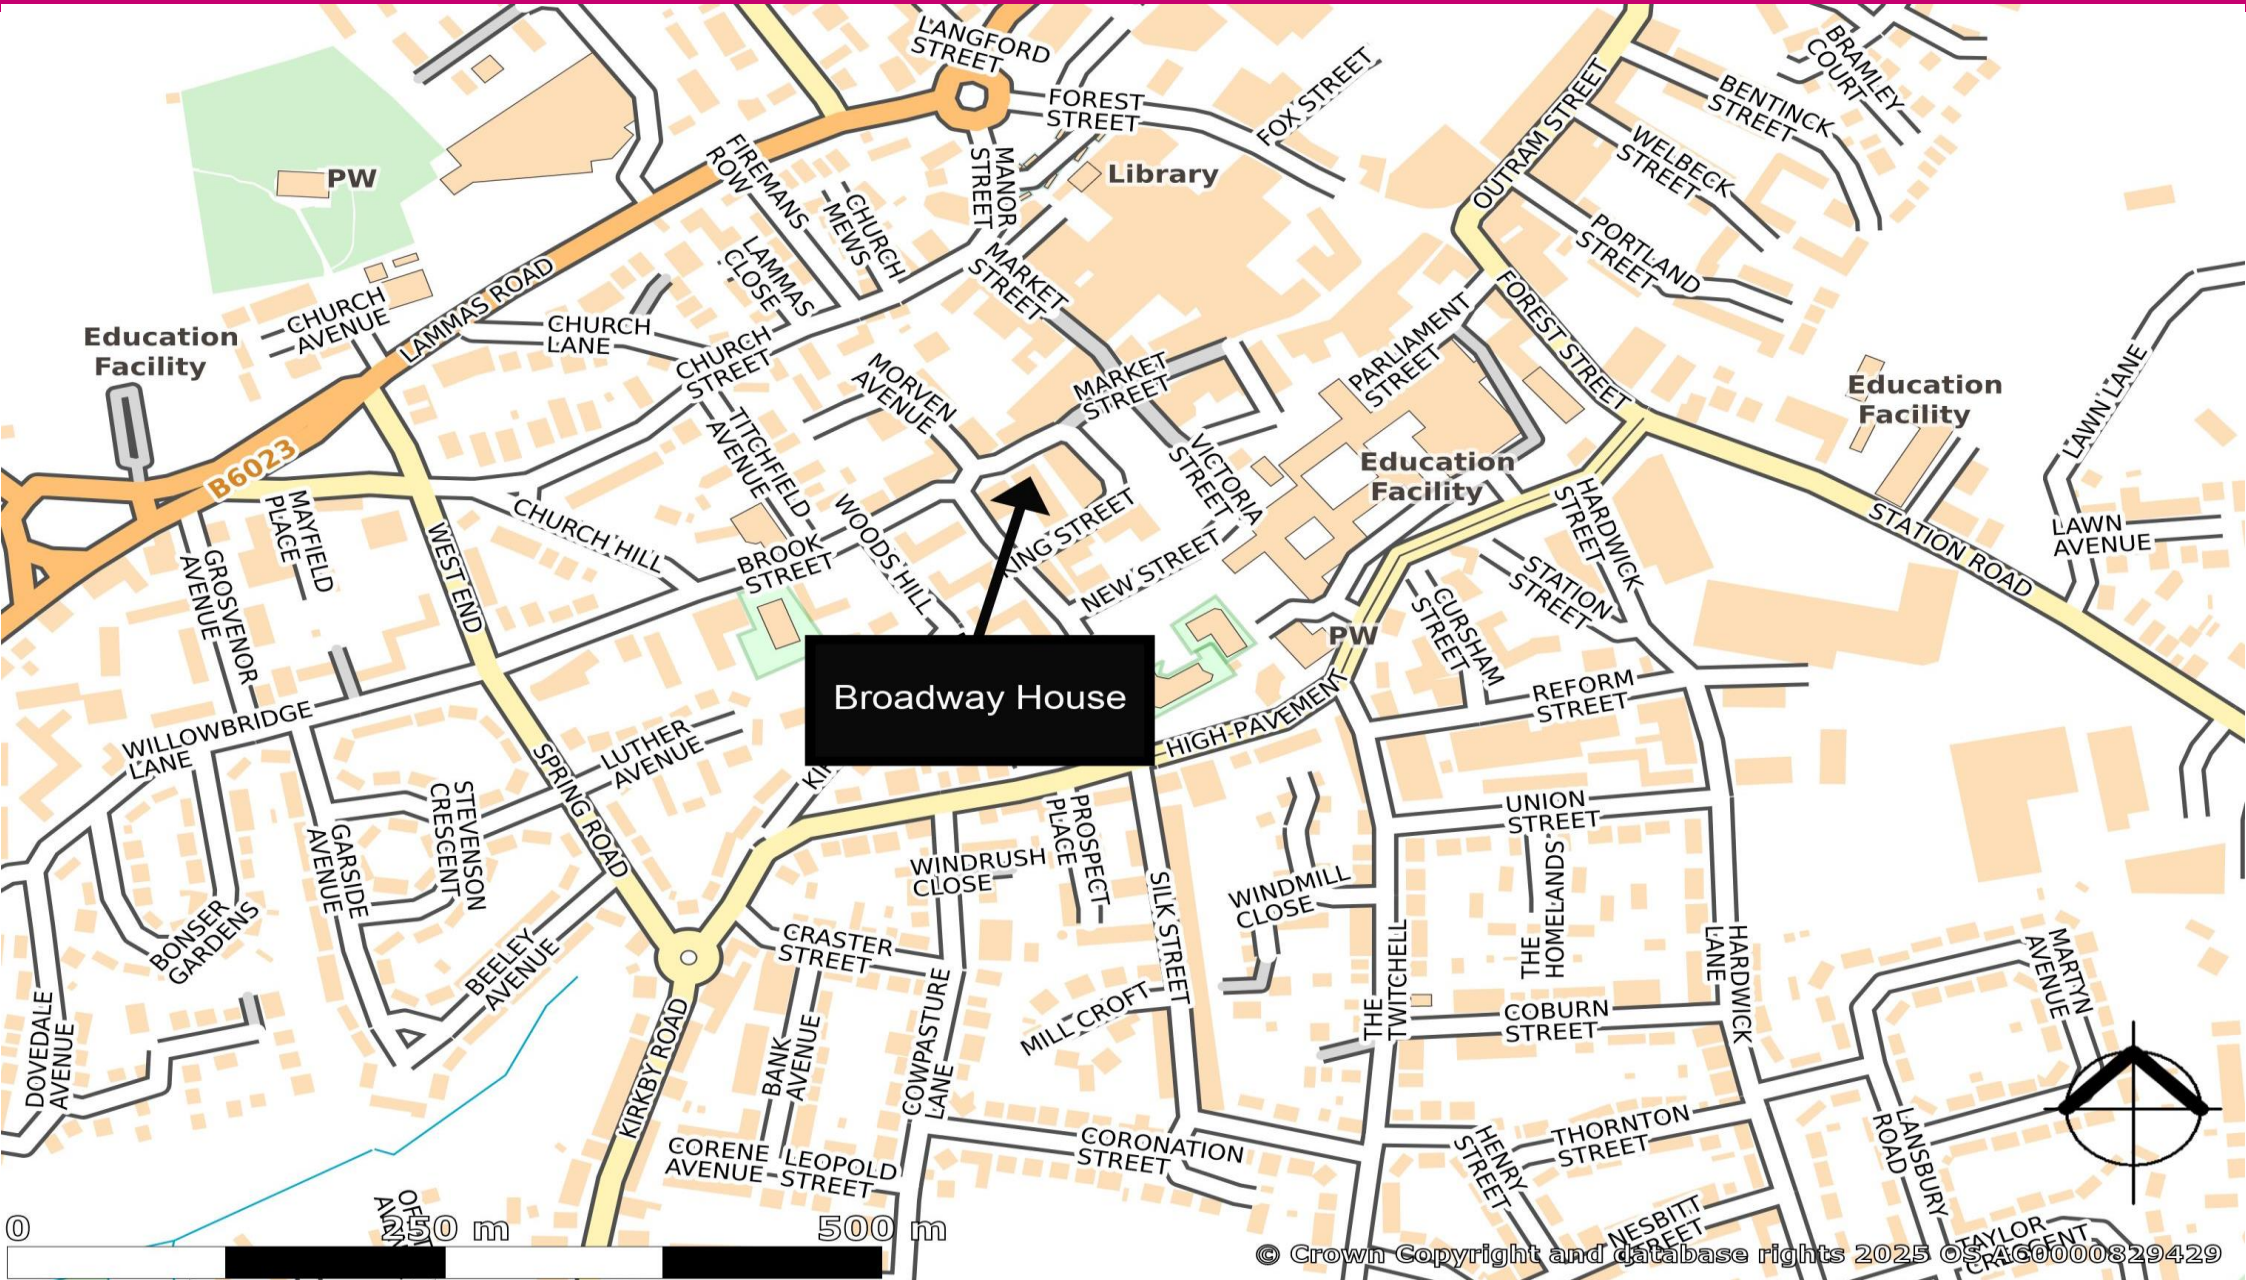 LANGFORD
STREET
FOREST
STREET
FOX STREET
BRAMLEY
COURT
BENTINCK
STREET
WELBECK
STREET
OUTRAM STREET
PORTLAND
STREET
PW
Library
FIREMANS
ROW
MANOR
STREET
CHURCH
MEWS
LAMMAS
CLOSE
MARKET
STREET
LAMMAS ROAD
CHURCH
AVENUE
Education
Facility
CHURCH
LANE
CHURCH
STREET
MORVEN
AVENUE
MARKET
STREET
PARLIAMENT
STREET
FOREST STREET
Education
Facility
LAWN LANE
B6023
TITCHFIELD
AVENUE
VICTORIA
STREET
Education
Facility
MAYFIELD
PLACE
CHURCH HILL
WOODS HILL
KING STREET
HARDWICK
STREET
STATION ROAD
LAWN
AVENUE
WEST END
BROOK
STREET
NEW STREET
STATION
STREET
GROSVENOR
AVENUE
CURSHAM
STREET
PW
Broadway House
REFORM
STREET
HIGH PAVEMENT
WILLOWBRIDGE
LANE
LUTHER
AVENUE
SPRING ROAD
STEVENSON
CRESCENT
GARSIDE
AVENUE
PROSPECT
PLACE
UNION
STREET
WINDRUSH
CLOSE
WINDMILL
CLOSE
SILK STREET
THE
HOMELANDS
BONSER
GARDENS
BEELEY
AVENUE
CRASTER
STREET
THE
TWITCHELL
HARDWICK
LANE
MARTYN
AVENUE
DOVEDALE
AVENUE
KIRKBY ROAD
BANK
AVENUE
COWPASTURE
LANE
MILL CROFT
COBURN
STREET
CORENE
AVENUE
LEOPOLD
STREET
CORONATION
STREET
HENRY
STREET
THORNTON
STREET
LANSBURY
ROAD
NESBITT
STREET
TAYLOR
CRESCENT
0
250 m
500 m
© Crown Copyright and database rights 2025 OS AC0000829429